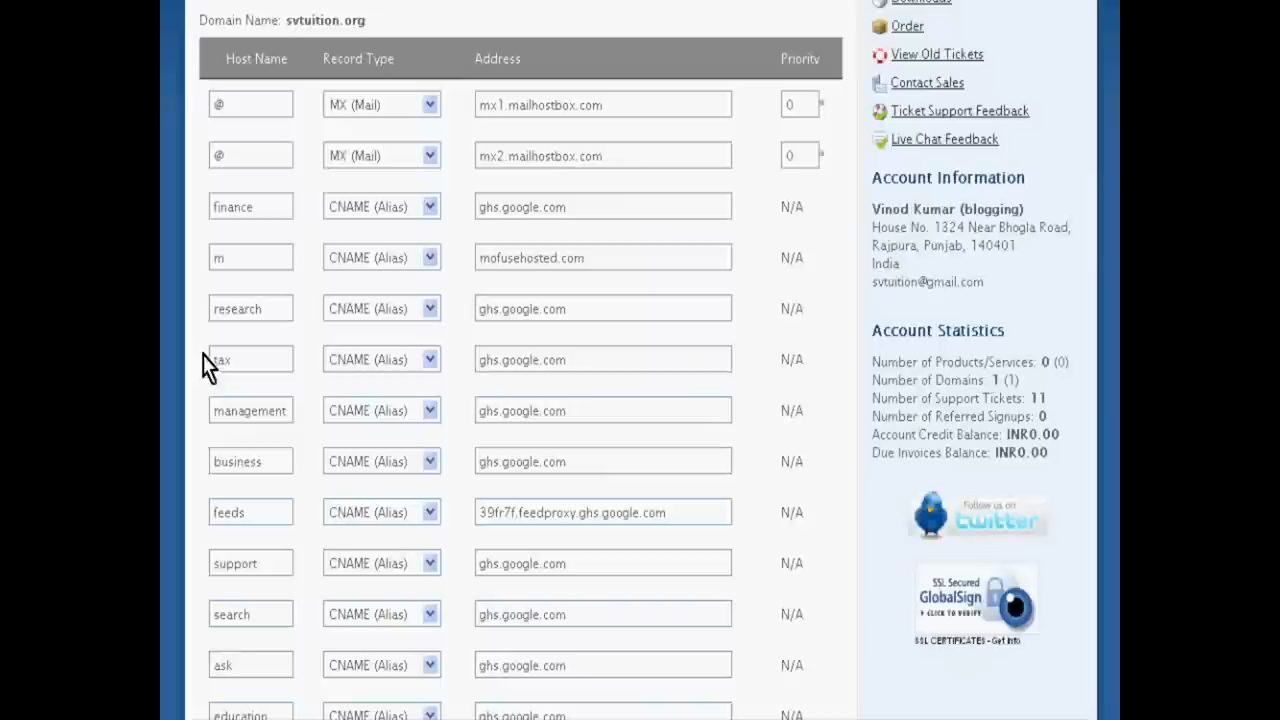 Downloads
Domain Name: svtuition.org
Order
Host Name Record Type Address Priority
View Old Tickets
Contact Sales
@ MX (Mail) mx1.mailhostbox.com 0 *
Ticket Support Feedback
Live Chat Feedback
@ MX (Mail) mx2.mailhostbox.com 0 *
Account Information
finance CNAME (Alias) ghs.google.com N/A
Vinod Kumar (blogging)
House No. 1324 Near Bhogla Road,
Rajpura, Punjab, 140401
m CNAME (Alias) mofusehosted.com N/A
India
svtuition@gmail.com
research CNAME (Alias) ghs.google.com N/A
Account Statistics
tax CNAME (Alias) ghs.google.com N/A
Number of Products/Services: 0 (0)
Number of Domains: 1 (1)
Number of Support Tickets: 11
management CNAME (Alias) ghs.google.com N/A
Number of Referred Signups: 0
Account Credit Balance: INR0.00
Due Invoices Balance: INR0.00
business CNAME (Alias) ghs.google.com N/A
feeds CNAME (Alias) 39fr7f.feedproxy.ghs.google.com N/A
Follow us on
twitter
support CNAME (Alias) ghs.google.com N/A
SSL SECURED
GlobalSign
CLICK TO VERIFY
search CNAME (Alias) ghs.google.com N/A
SSL CERTIFICATES - Get Info
ask CNAME (Alias) ghs.google.com N/A
education CNAME (Alias) ghs.google.com N/A